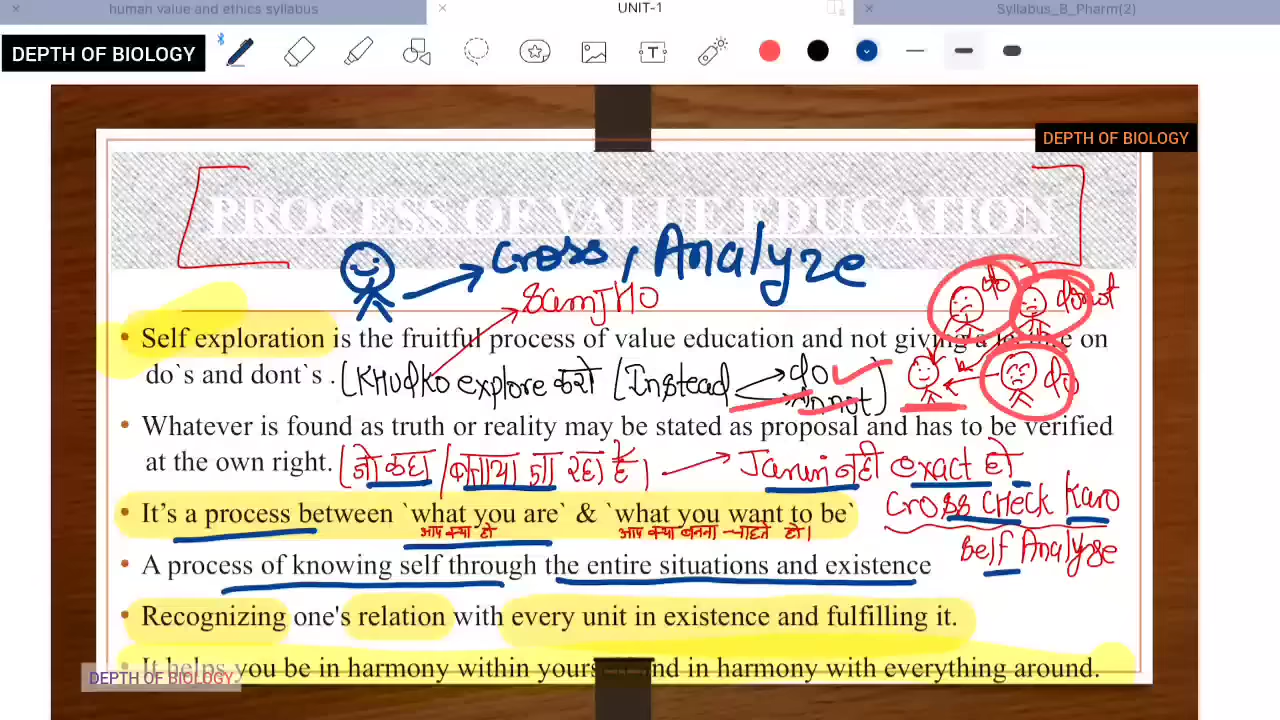 human value and ethics syllabus
UNIT-1
Syllabus_B_Pharm(2)
DEPTH OF BIOLOGY
T
DEPTH OF BIOLOGY
PROCESS OF VALUE EDUCATION
Cross, Analyze
SamJHO
do
do not
• Self exploration is the fruitful process of value education and not giving a on
do`s and dont`s . (KHUDKO explore करो (Instead do not)
do
• Whatever is found as truth or reality may be stated as proposal and has to be verified
at the own right. (जो कहा / बताया जा रहा है) नही exact हो
Cross check Karo
• It’s a process between `what you are` & `what you want to be`
आप क्या हो आप क्या बनना चाहते हो।
Self Analyze
• A process of knowing self through the entire situations and existence
• Recognizing one's relation with every unit in existence and fulfilling it.
• It helps you be in harmony within and in harmony with everything around.
DEPTH OF BIOLOGY